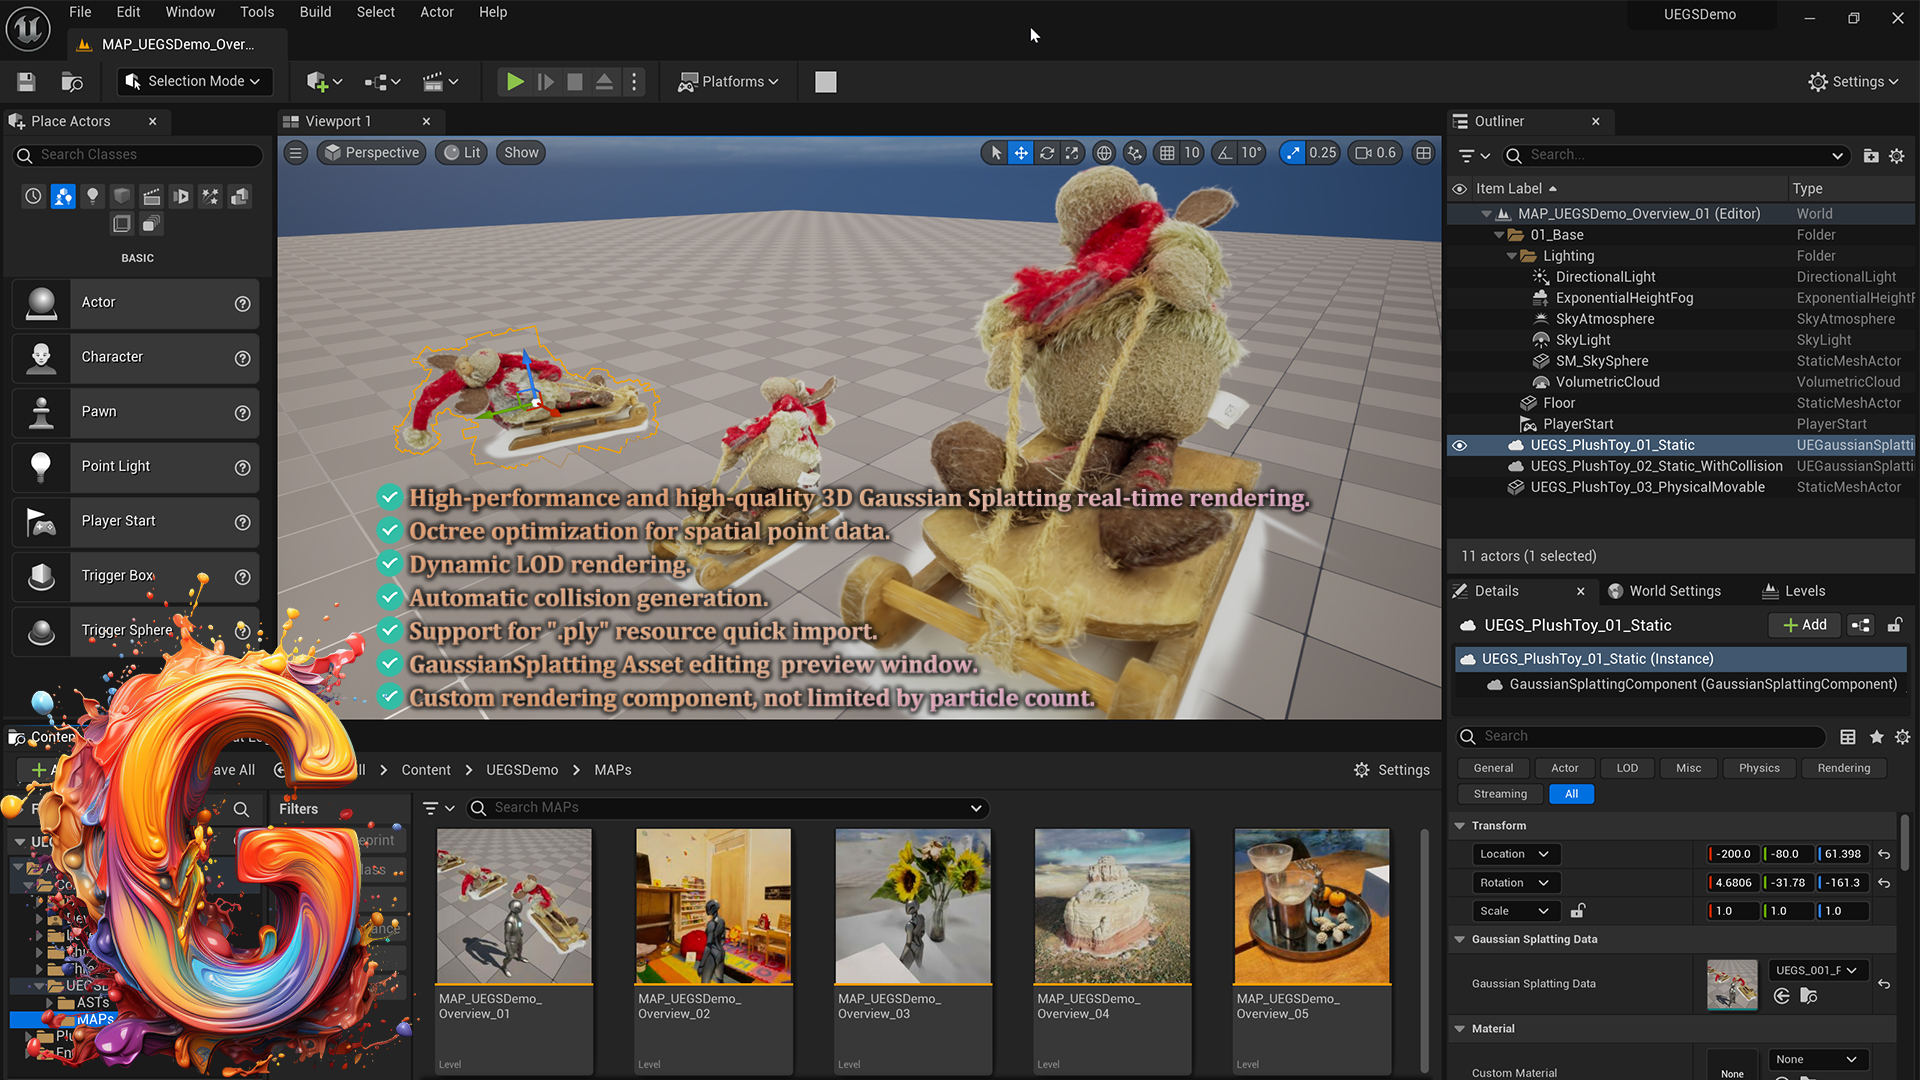 File Edit Window Tools Build Select Actor Help
UEGSDemo
MAP_UEGSDemo_Over...
Selection Mode
Platforms
Settings
Place Actors
Search Classes
BASIC
Actor
Character
Pawn
Point Light
Player Start
Trigger Box
Trigger Sphere
Viewport 1
Perspective Lit Show
10 10° 0.25 0.6
High-performance and high-quality 3D Gaussian Splatting real-time rendering.
Octree optimization for spatial point data.
Dynamic LOD rendering.
Automatic collision generation.
Support for ".ply" resource quick import.
GaussianSplatting Asset editing preview window.
Custom rendering component, not limited by particle count.
Outliner
Search...
Item Label Type
MAP_UEGSDemo_Overview_01 (Editor) World
01_Base Folder
Lighting Folder
DirectionalLight DirectionalLight
ExponentialHeightFog ExponentialHeightF
SkyAtmosphere SkyAtmosphere
SkyLight SkyLight
SM_SkySphere StaticMeshActor
VolumetricCloud VolumetricCloud
Floor StaticMeshActor
PlayerStart PlayerStart
UEGS_PlushToy_01_Static UEGaussianSplatti
UEGS_PlushToy_02_Static_WithCollision UEGaussianSplatti
UEGS_PlushToy_03_PhysicalMovable StaticMeshActor
11 actors (1 selected)
Details World Settings Levels
UEGS_PlushToy_01_Static
Add
UEGS_PlushToy_01_Static (Instance)
GaussianSplattingComponent (GaussianSplattingComponent)
Search
General Actor LOD Misc Physics Rendering
Streaming All
Transform
Location -200.0 -80.0 61.398
Rotation 4.6806 -31.78 -161.3
Scale 1.0 1.0 1.0
Gaussian Splatting Data
Gaussian Splatting Data
UEGS_001_F
Material
Custom Material
None
None
Conten
ave All
Content UEGSDemo MAPs
Settings
Filters
Search MAPs
G
ASTs
MAPs
MAP_UEGSDemo_
Overview_01
Level
MAP_UEGSDemo_
Overview_02
Level
MAP_UEGSDemo_
Overview_03
Level
MAP_UEGSDemo_
Overview_04
Level
MAP_UEGSDemo_
Overview_05
Level